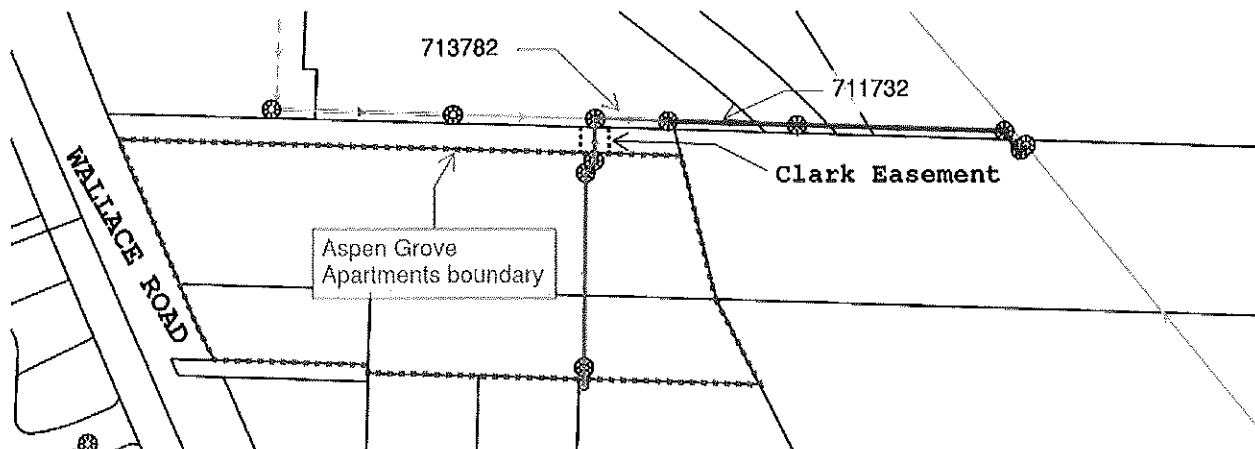 713782
711732
Clark Easement
WALLACE ROAD
Aspen Grove
Apartments boundary